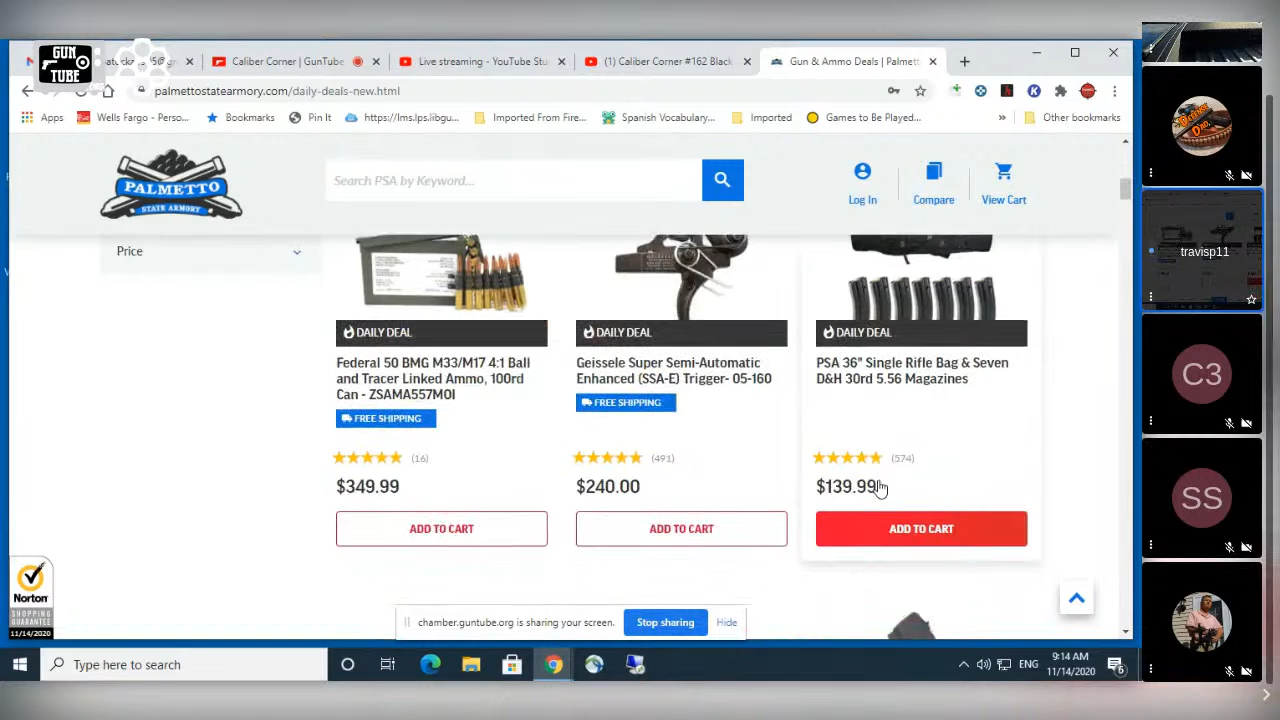 GUN
TUBE
Caliber Corner | GunTube
Live streaming - YouTube Stu
(1) Caliber Corner #162 Black
Gun & Ammo Deals | Palmett
palmettostatearmory.com/daily-deals-new.html
Apps
Wells Fargo - Perso...
Bookmarks
Pin It
https://lms.lps.libgu...
Imported From Fire...
Spanish Vocabulary...
Imported
Games to Be Played...
Other bookmarks
PALMETTO
STATE ARMORY
Search PSA by Keyword...
Log In
Compare
View Cart
Price
DAILY DEAL
DAILY DEAL
DAILY DEAL
Federal 50 BMG M33/M17 4:1 Ball
and Tracer Linked Ammo, 100rd
Can - ZSAMA557MOI
FREE SHIPPING
(16)
$349.99
ADD TO CART
Geissele Super Semi-Automatic
Enhanced (SSA-E) Trigger- 05-160
FREE SHIPPING
(491)
$240.00
ADD TO CART
PSA 36" Single Rifle Bag & Seven
D&H 30rd 5.56 Magazines
(574)
$139.99
ADD TO CART
Norton
SHOPPING
GUARANTEE
11/14/2020
chamber.guntube.org is sharing your screen.
Stop sharing
Hide
Type here to search
ENG
9:14 AM
11/14/2020
6
travisp11
C3
SS